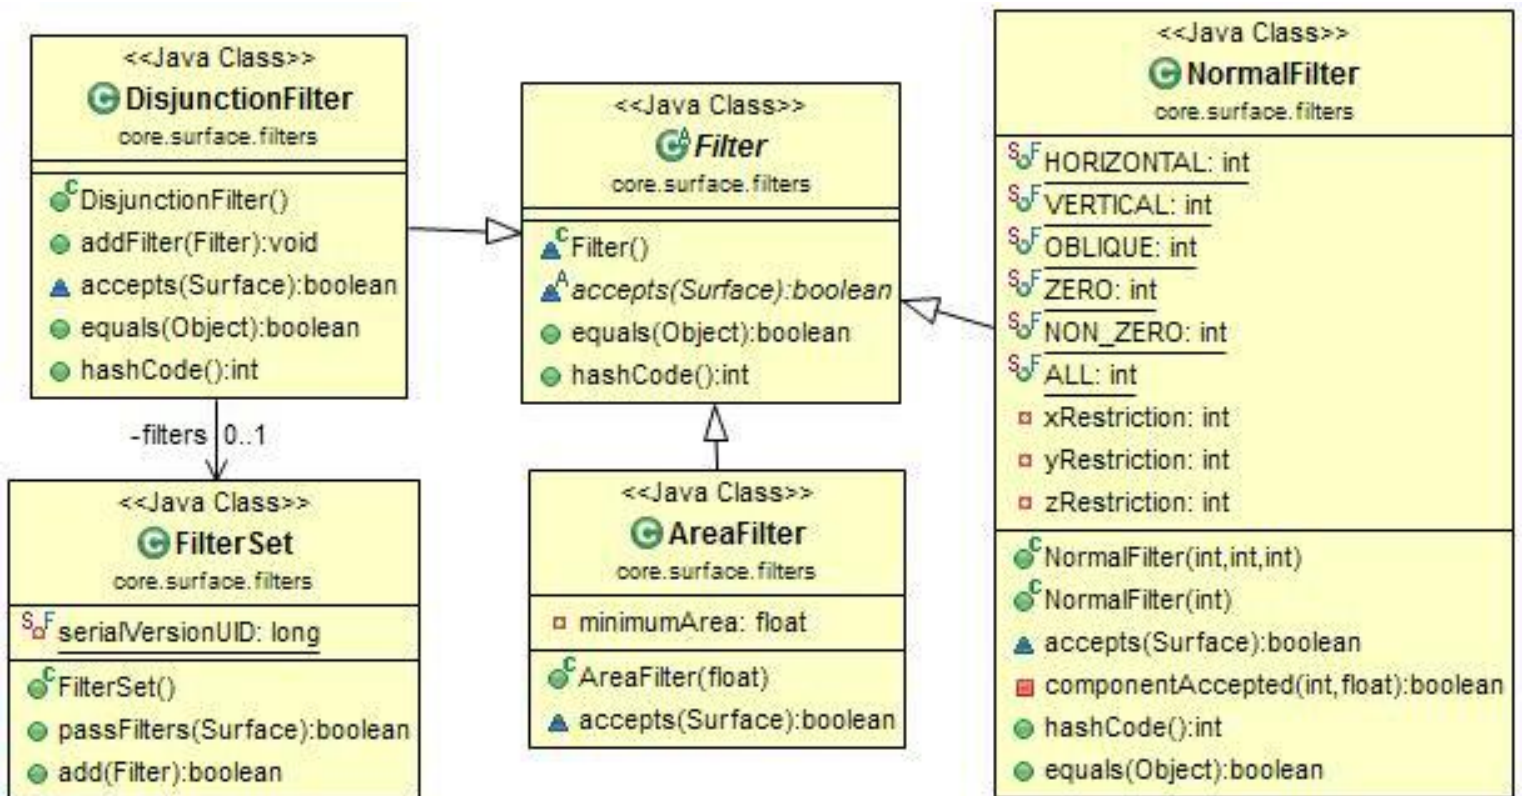 <<Java Class>>
DisjunctionFilter
core.surface.filters
DisjunctionFilter()
addFilter(Filter):void
accepts(Surface):boolean
equals(Object):boolean
hashCode():int
-filters 0..1
<<Java Class>>
FilterSet
core.surface.filters
serialVersionUID: long
FilterSet()
passFilters(Surface):boolean
add(Filter):boolean
<<Java Class>>
Filter
core.surface.filters
Filter()
accepts(Surface):boolean
equals(Object):boolean
hashCode():int
<<Java Class>>
AreaFilter
core.surface.filters
minimumArea: float
AreaFilter(float)
accepts(Surface):boolean
<<Java Class>>
NormalFilter
core.surface.filters
HORIZONTAL: int
VERTICAL: int
OBLIQUE: int
ZERO: int
NON_ZERO: int
ALL: int
xRestriction: int
yRestriction: int
zRestriction: int
NormalFilter(int,int,int)
NormalFilter(int)
accepts(Surface):boolean
componentAccepted(int,float):boolean
hashCode():int
equals(Object):boolean